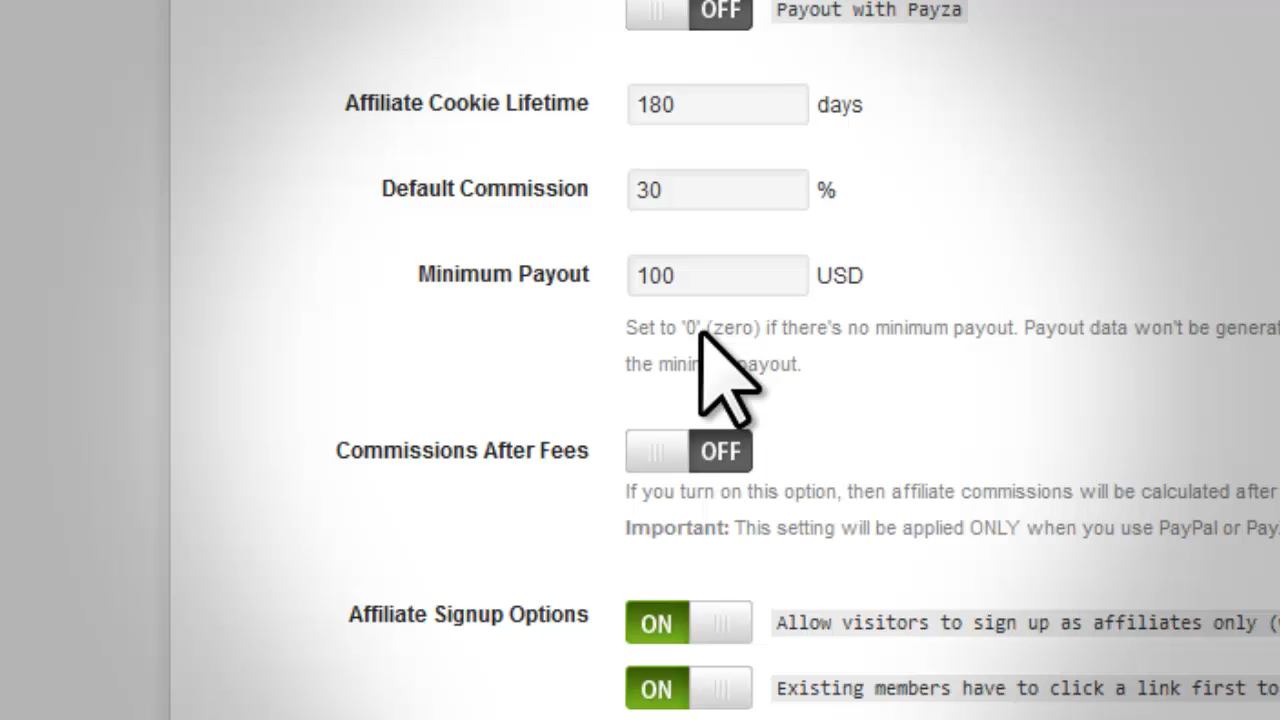 OFF Payout with Payza
Affiliate Cookie Lifetime 180 days
Default Commission 30 %
Minimum Payout 100 USD
Set to '0' (zero) if there's no minimum payout. Payout data won't be
the payout.
Commissions After Fees OFF
If you turn on this option, then affiliate commissions will be calculated after
Important: This setting will be applied ONLY when you use PayPal or
Affiliate Signup Options ON Allow visitors to sign up as affiliates only
ON Existing members have to click a link first to